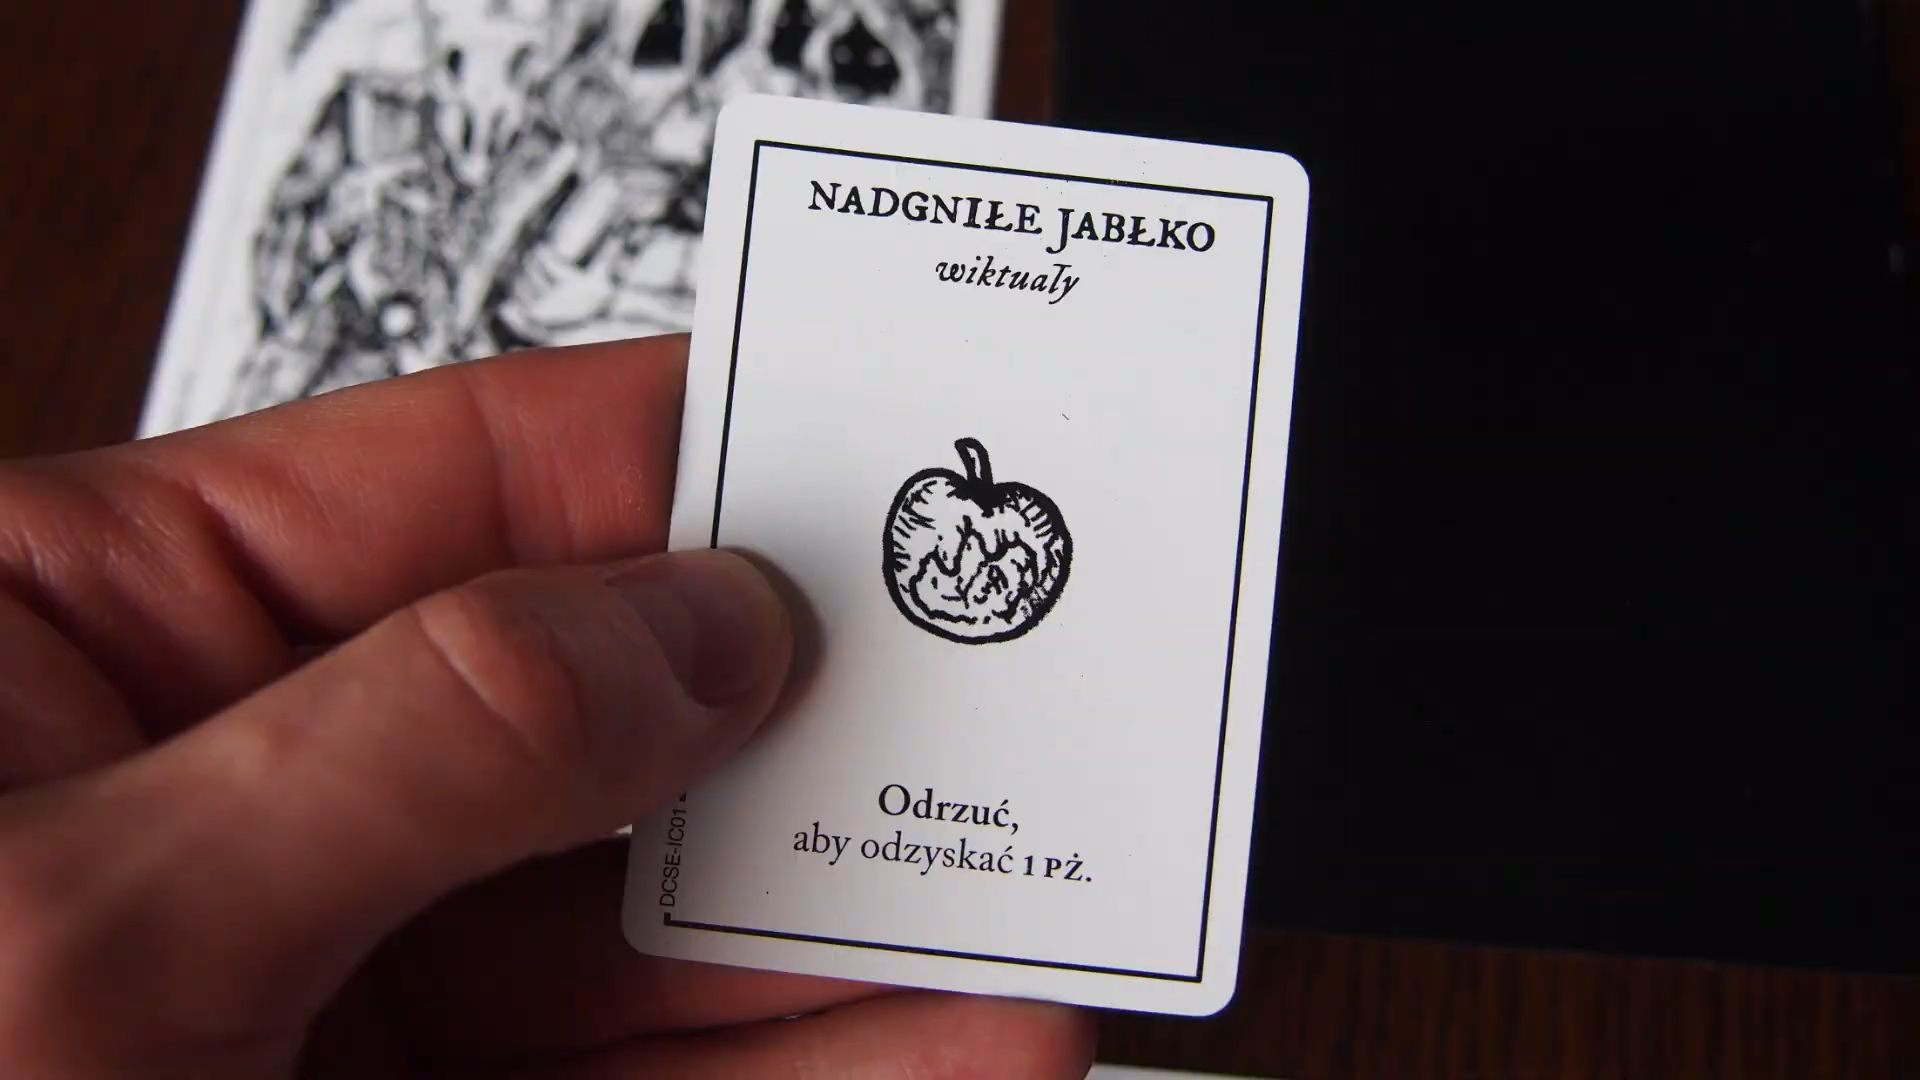 NADGNIŁE JABŁKO
wiktuały
Odrzuć,
aby odzyskać 1 PŻ.
DCSE-IC01